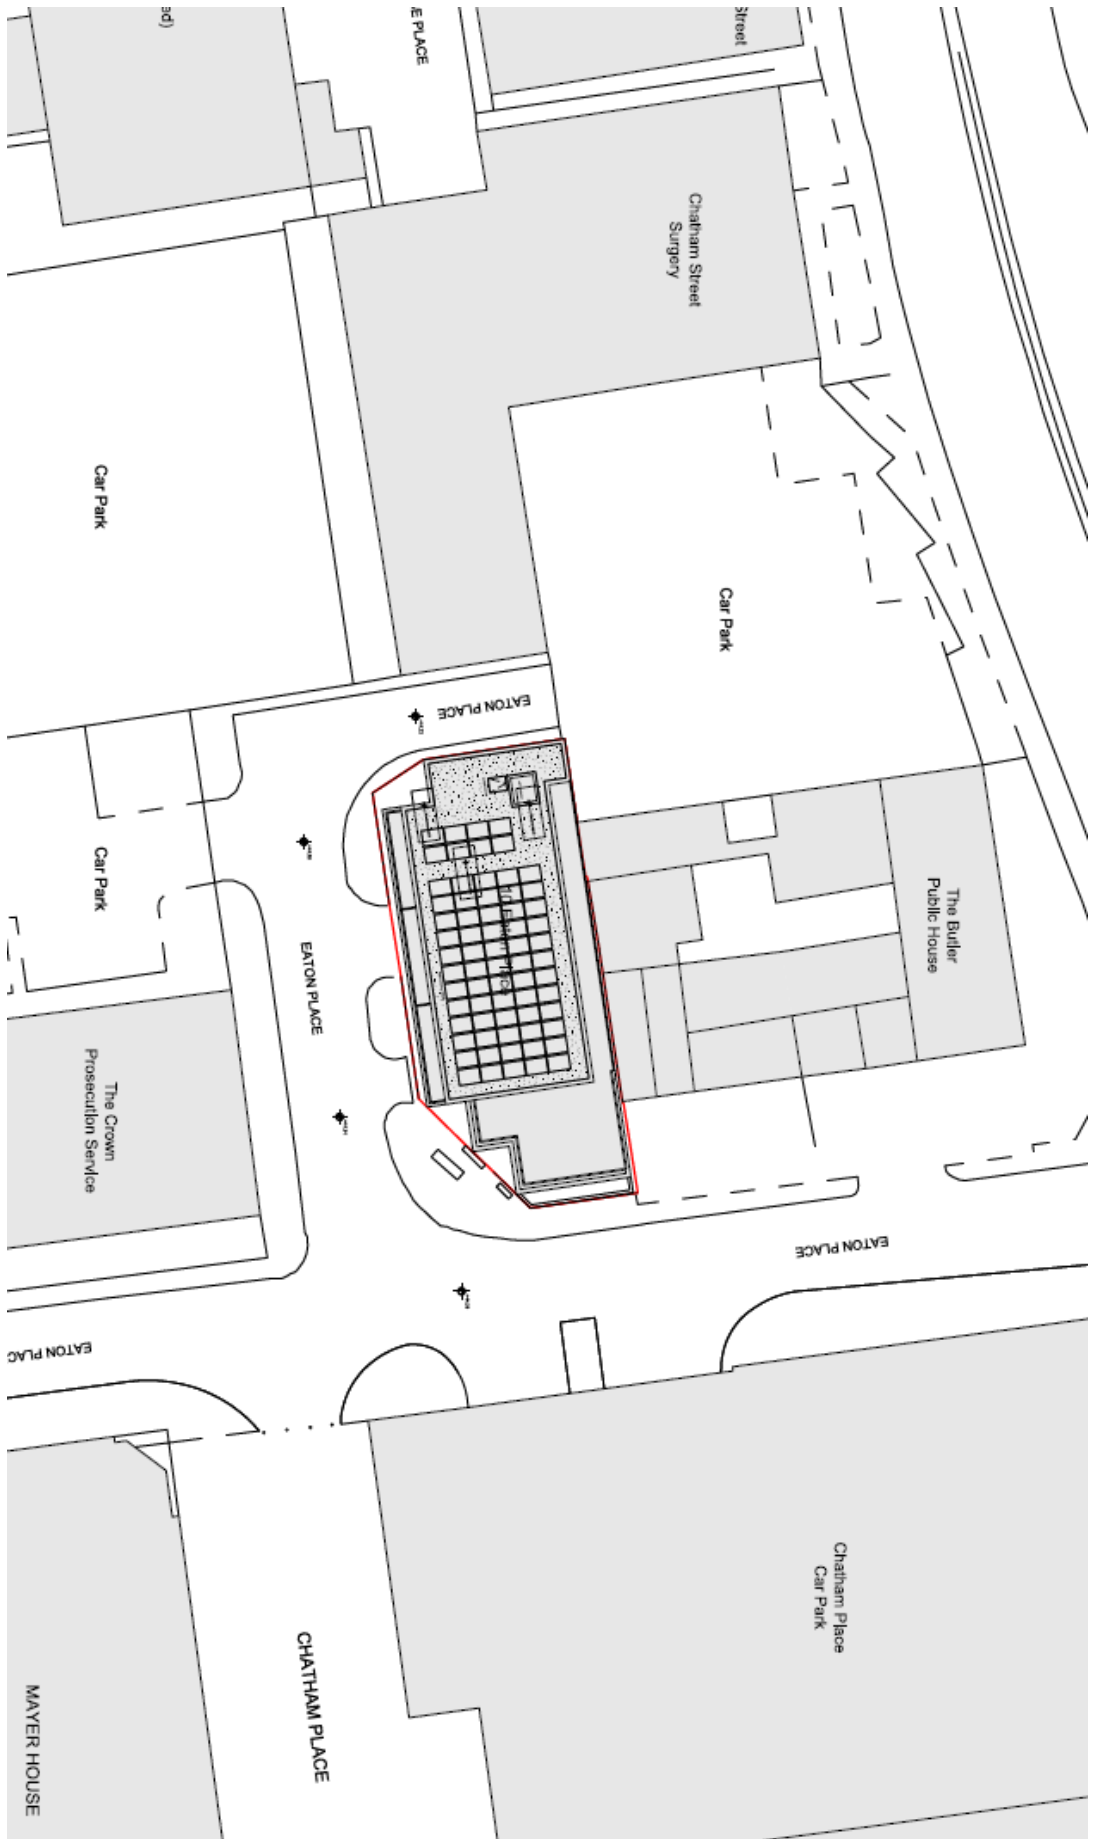 E PLACE
Street
Chatham Street
Surgery
Car Park
Car Park
EATON PLACE
Car Park
EATON PLACE
The Butler
Public House
The Crown
Prosecution Service
EATON PLACE
EATON PLAC
Chatham Place
Car Park
CHATHAM PLACE
MAYER HOUSE